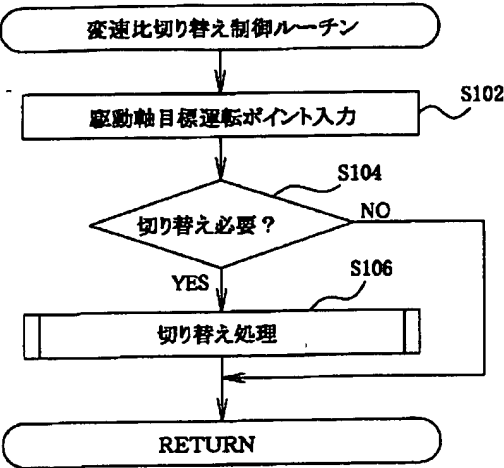 変速比切り替え制御ルーチン
駆動軸目標運転ポイント入力
S102
S104
切り替え必要？
NO
YES
S106
切り替え処理
RETURN